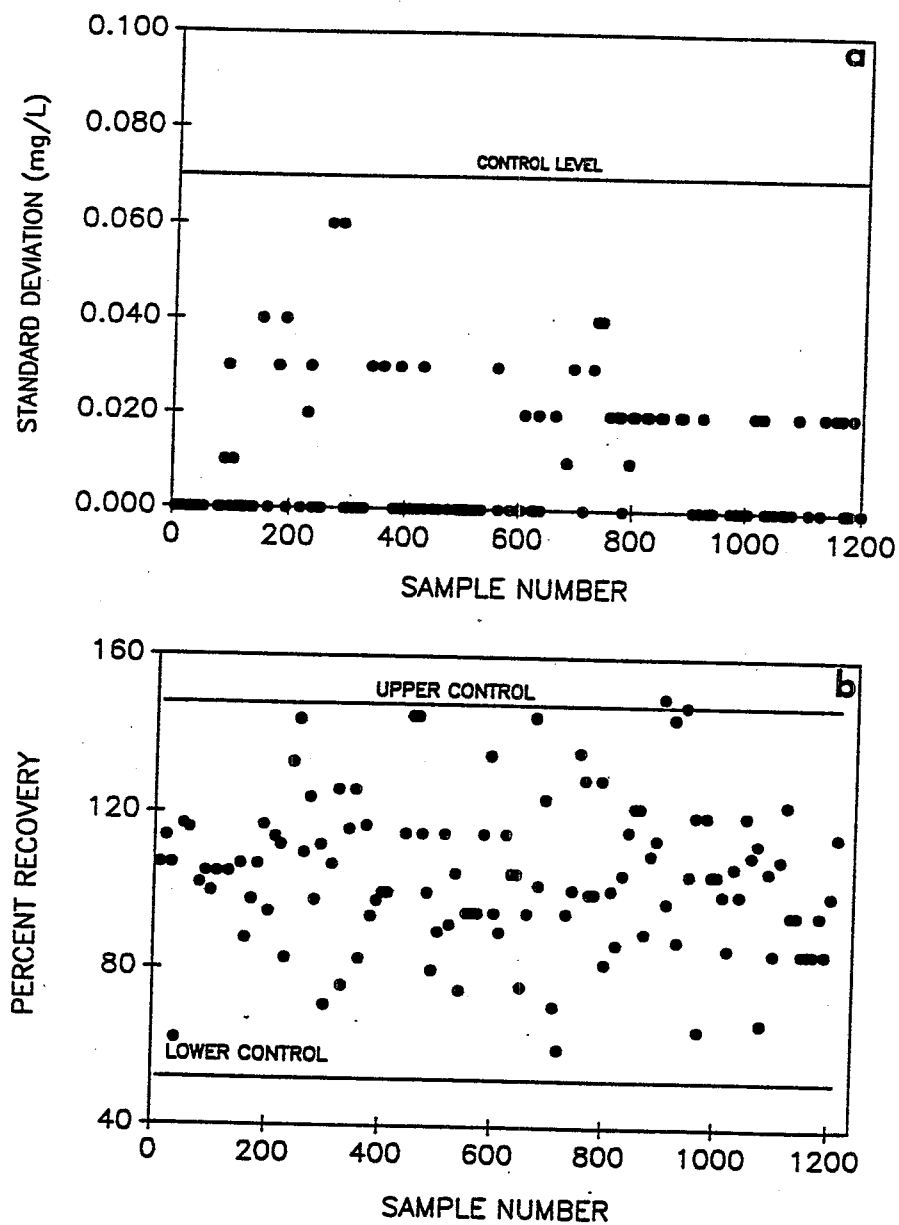 a
0.100
0.080
0.060
0.040
0.020
0.000
STANDARD DEVIATION (mg/L)
CONTROL LEVEL
0 200 400 600 800 1000 1200
SAMPLE NUMBER
b
160
120
80
40
PERCENT RECOVERY
UPPER CONTROL
LOWER CONTROL
0 200 400 600 800 1000 1200
SAMPLE NUMBER